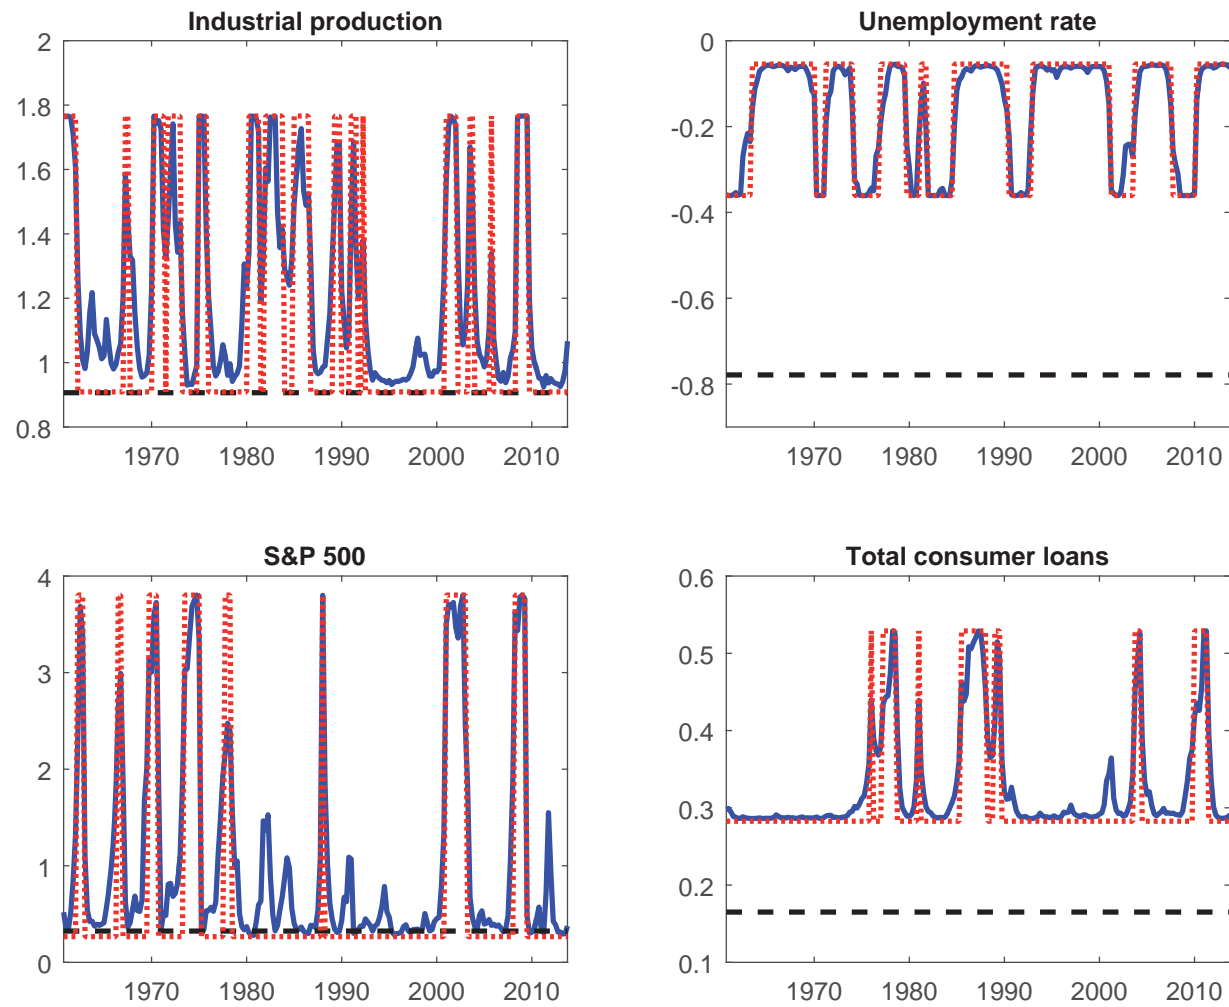 Industrial production
2
1.8
1.6
1.4
1.2
1
0.8
1970 1980 1990 2000 2010
Unemployment rate
0
-0.2
-0.4
-0.6
-0.8
1970 1980 1990 2000 2010
S&P 500
4
3
2
1
0
1970 1980 1990 2000 2010
Total consumer loans
0.6
0.5
0.4
0.3
0.2
0.1
1970 1980 1990 2000 2010